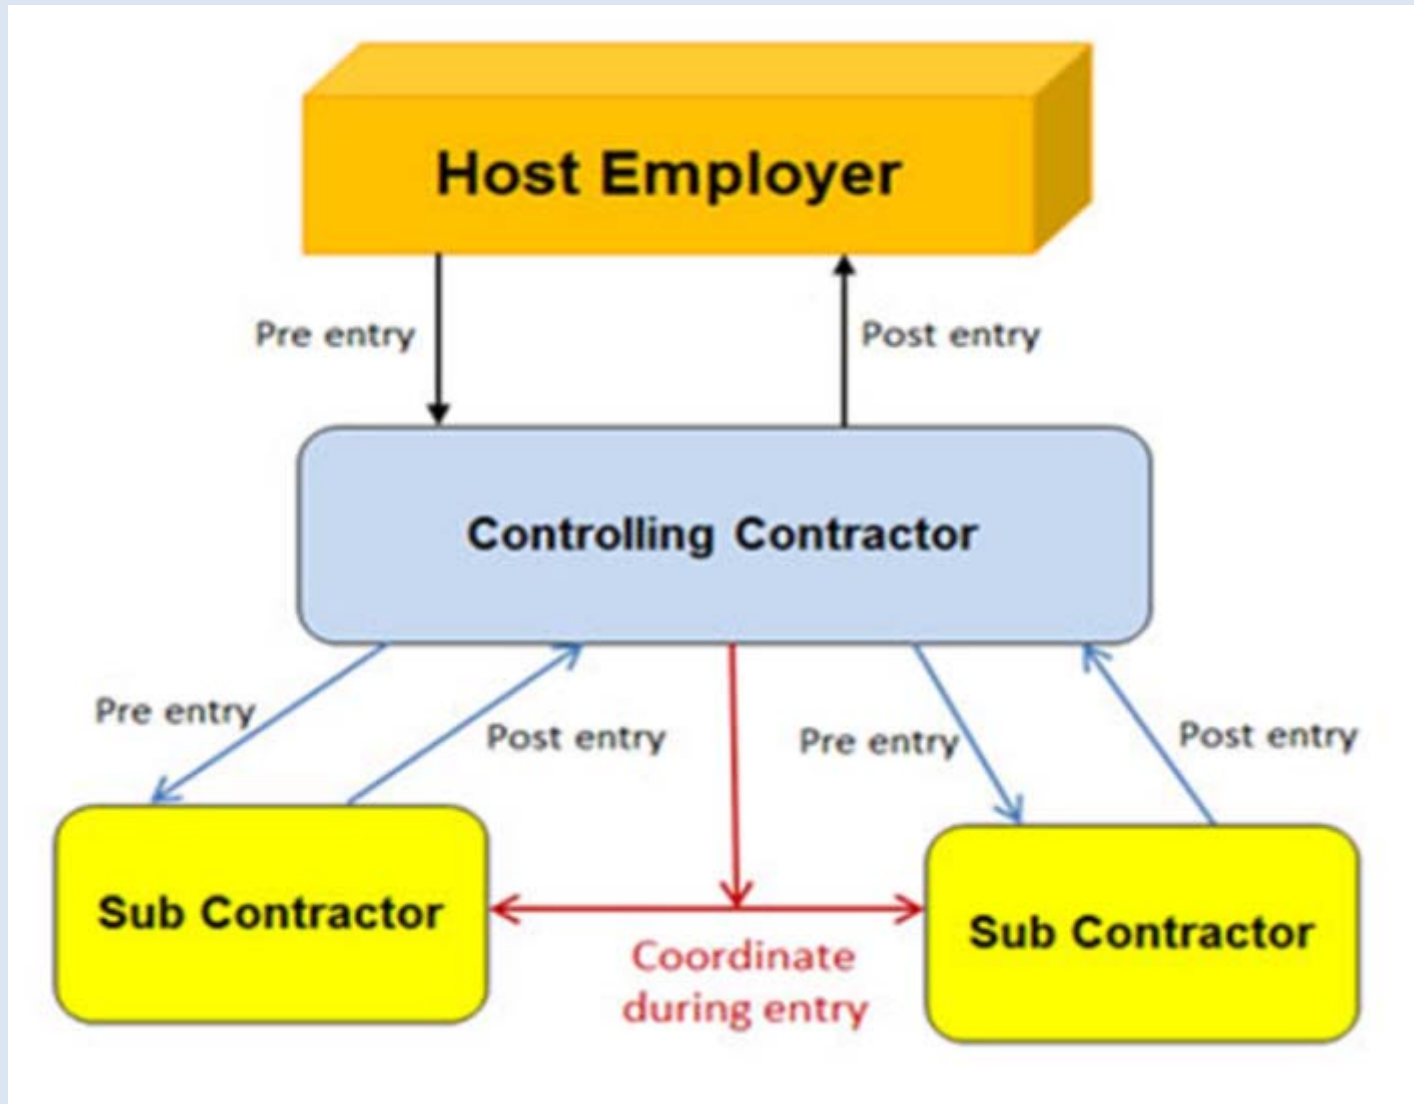 Host Employer
Pre entry
Post entry
Controlling Contractor
Pre entry
Post entry
Pre entry
Post entry
Sub Contractor
Sub Contractor
Coordinate
during entry